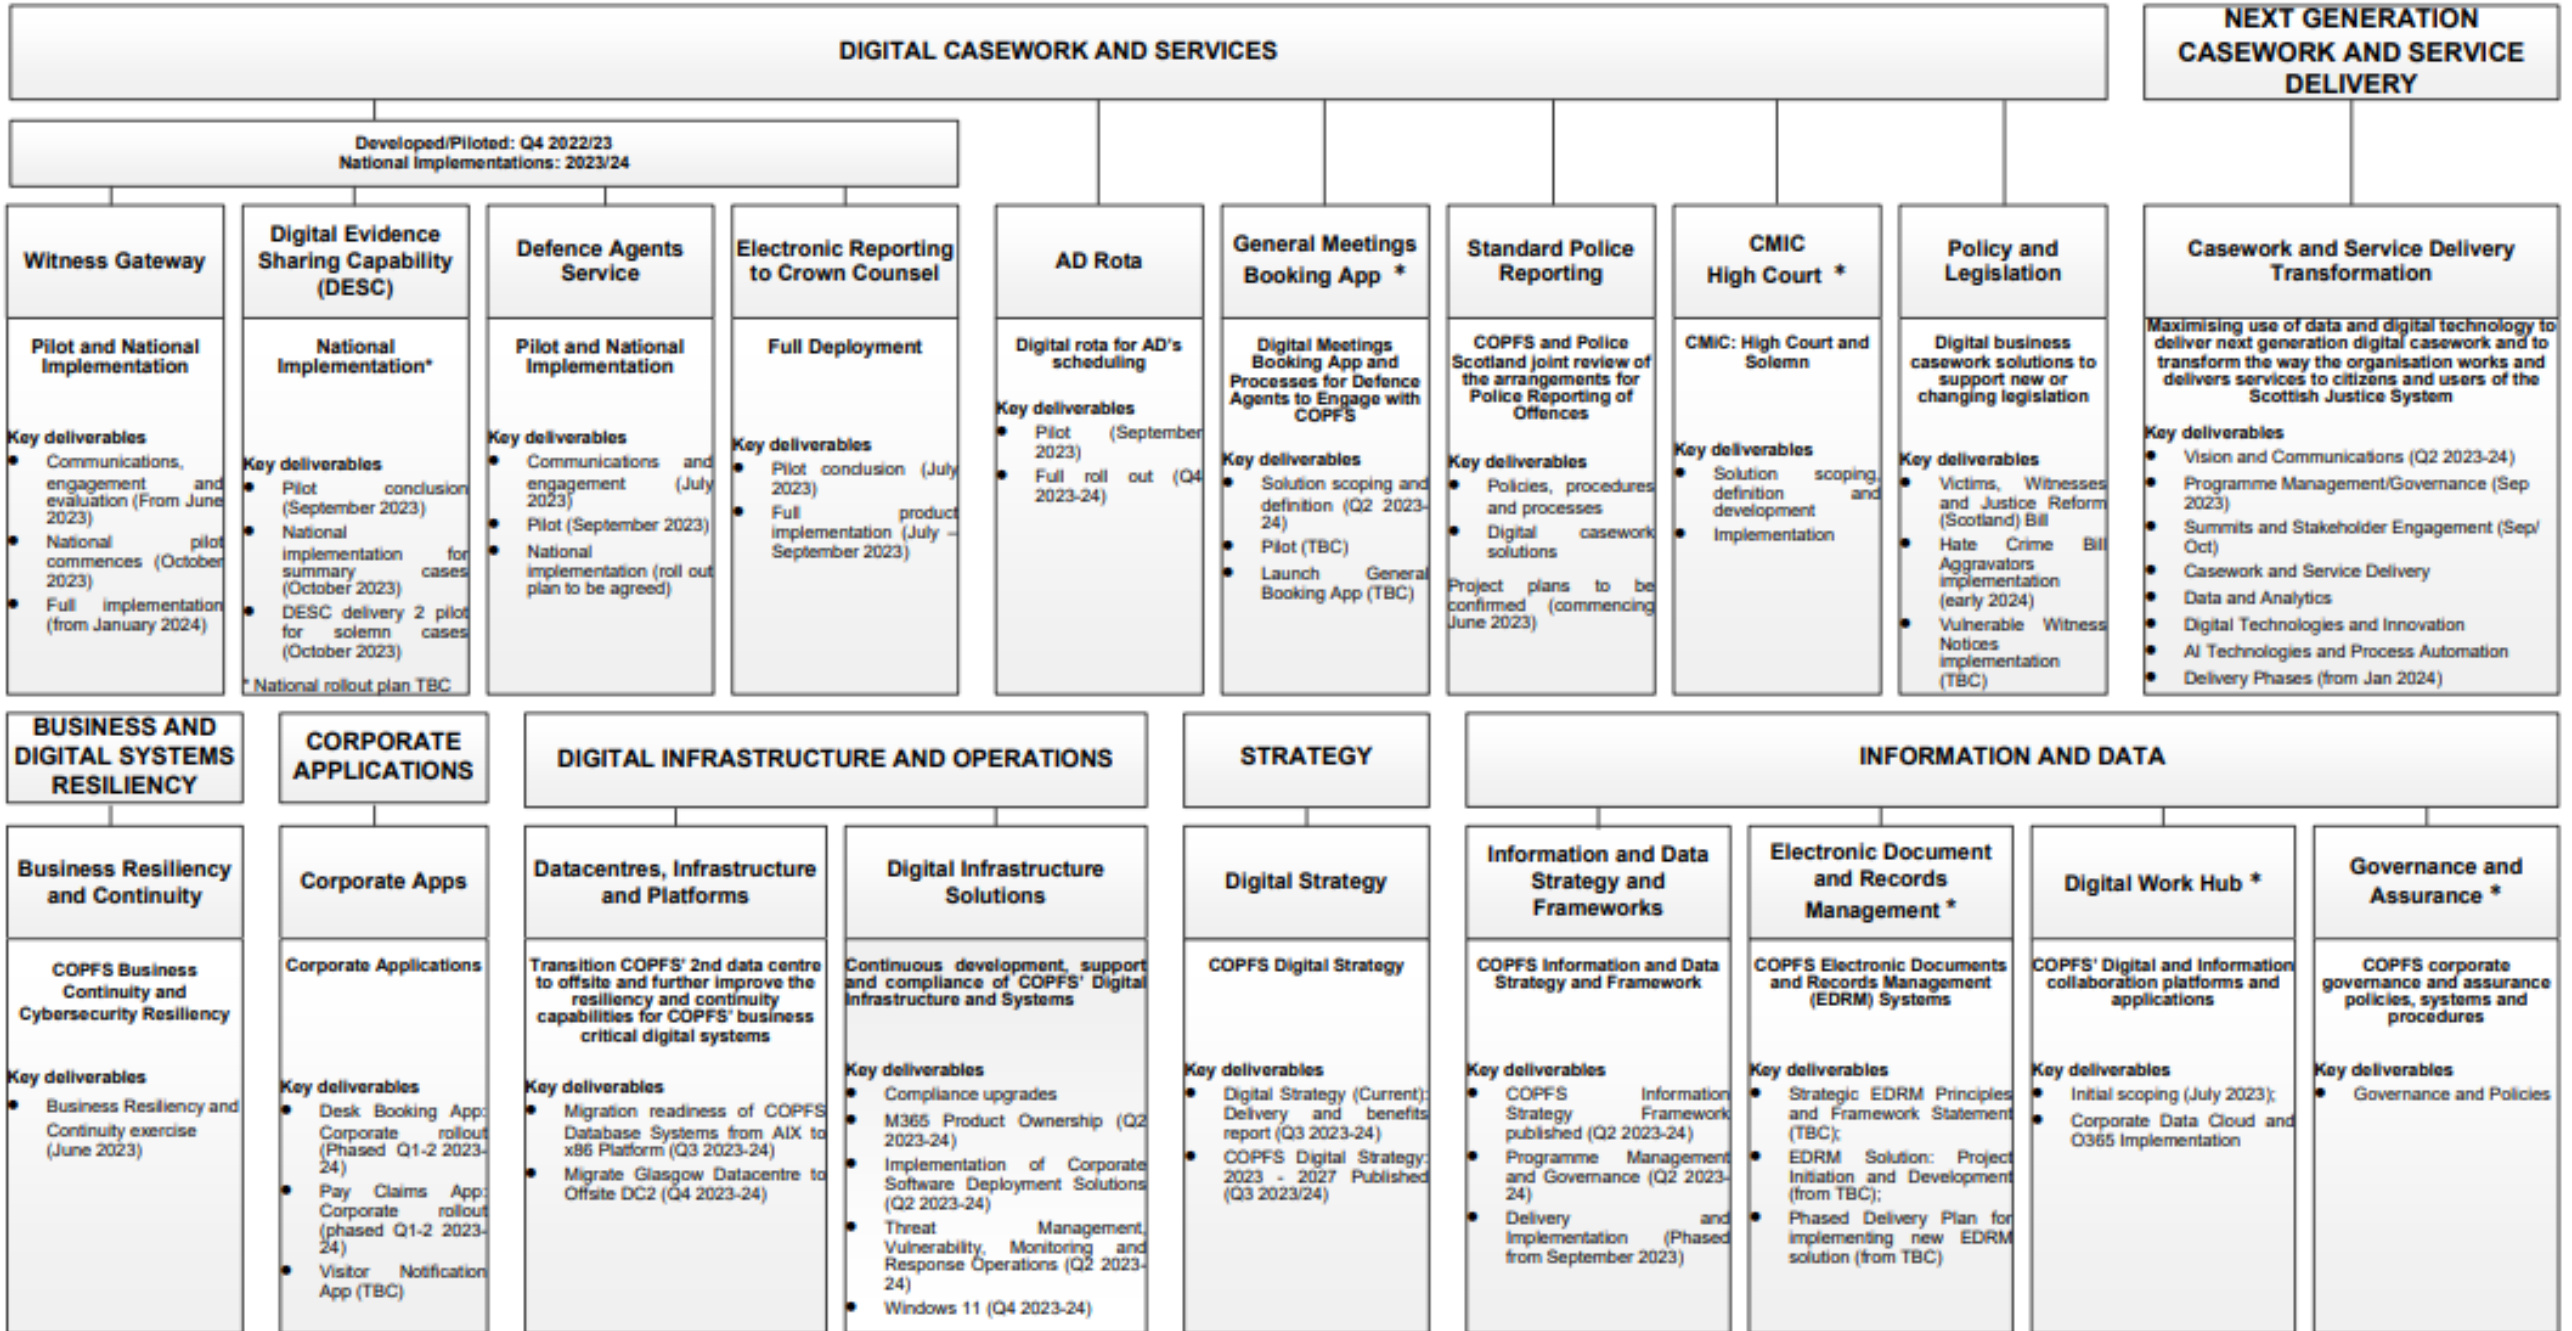 DIGITAL CASEWORK AND SERVICES
NEXT GENERATION
CASEWORK AND SERVICE
DELIVERY
Developed/Piloted: Q4 2022/23
National Implementations: 2023/24
Witness Gateway
Pilot and National
Implementation
Key deliverables
● Communications,
engagement and
evaluation (From June
2023)
● National pilot
commences (October
2023)
● Full implementation
(from January 2024)
Digital Evidence
Sharing Capability
(DESC)
National
Implementation*
Key deliverables
● Pilot conclusion
(September 2023)
● National
implementation for
summary cases
(October 2023)
● DESC delivery 2 pilot
for solemn cases
(October 2023)
* National rollout plan TBC
Defence Agents
Service
Pilot and National
Implementation
Key deliverables
● Communications and
engagement (July
2023)
● Pilot (September 2023)
● National
implementation (roll out
plan to be agreed)
Electronic Reporting
to Crown Counsel
Full Deployment
Key deliverables
● Pilot conclusion (July
2023)
● Full product
implementation (July –
September 2023)
AD Rota
Digital rota for AD's
scheduling
Key deliverables
● Pilot (September
2023)
● Full roll out (Q4
2023-24)
General Meetings
Booking App *
Digital Meetings
Booking App and
Processes for Defence
Agents to Engage with
COPFS
Key deliverables
● Solution scoping and
definition (Q2 2023-
24)
● Pilot (TBC)
● Launch General
Booking App (TBC)
Standard Police
Reporting
COPFS and Police
Scotland joint review of
the arrangements for
Police Reporting of
Offences
Key deliverables
● Policies, procedures
and processes
● Digital casework
solutions
Project plans to be
confirmed (commencing
June 2023)
CMIC
High Court *
CMiC: High Court and
Solemn
Key deliverables
● Solution scoping,
definition and
development
● Implementation
Policy and
Legislation
Digital business
casework solutions to
support new or
changing legislation
Key deliverables
● Victims, Witnesses
and Justice Reform
(Scotland) Bill
● Hate Crime Bill
Aggravators
implementation
(early 2024)
● Vulnerable Witness
Notices
implementation
(TBC)
Casework and Service Delivery
Transformation
Maximising use of data and digital technology to
deliver next generation digital casework and to
transform the way the organisation works and
delivers services to citizens and users of the
Scottish Justice System
Key deliverables
● Vision and Communications (Q2 2023-24)
● Programme Management/Governance (Sep
2023)
● Summits and Stakeholder Engagement (Sep/
Oct)
● Casework and Service Delivery
● Data and Analytics
● Digital Technologies and Innovation
● AI Technologies and Process Automation
● Delivery Phases (from Jan 2024)
BUSINESS AND
DIGITAL SYSTEMS
RESILIENCY
Business Resiliency
and Continuity
COPFS Business
Continuity and
Cybersecurity Resiliency
Key deliverables
● Business Resiliency and
Continuity exercise
(June 2023)
CORPORATE
APPLICATIONS
Corporate Apps
Corporate Applications
Key deliverables
● Desk Booking App:
Corporate rollout
(Phased Q1-2 2023-
24)
● Pay Claims App:
Corporate rollout
(phased Q1-2 2023-
24)
● Visitor Notification
App (TBC)
DIGITAL INFRASTRUCTURE AND OPERATIONS
Datacentres, Infrastructure
and Platforms
Transition COPFS' 2nd data centre
to offsite and further improve the
resiliency and continuity
capabilities for COPFS' business
critical digital systems
Key deliverables
● Migration readiness of COPFS
Database Systems from AIX to
x86 Platform (Q3 2023-24)
● Migrate Glasgow Datacentre to
Offsite DC2 (Q4 2023-24)
Digital Infrastructure
Solutions
Continuous development, support
and compliance of COPFS' Digital
Infrastructure and Systems
Key deliverables
● Compliance upgrades
● M365 Product Ownership (Q2
2023-24)
● Implementation of Corporate
Software Deployment Solutions
(Q2 2023-24)
● Threat Management,
Vulnerability, Monitoring and
Response Operations (Q2 2023-
24)
● Windows 11 (Q4 2023-24)
STRATEGY
Digital Strategy
COPFS Digital Strategy
Key deliverables
● Digital Strategy (Current):
Delivery and benefits
report (Q3 2023-24)
● COPFS Digital Strategy:
2023 - 2027 Published
(Q3 2023/24)
INFORMATION AND DATA
Information and Data
Strategy and
Frameworks
COPFS Information and Data
Strategy and Framework
Key deliverables
● COPFS Information
Strategy Framework
published (Q2 2023-24)
● Programme Management
and Governance (Q2 2023-
24)
● Delivery and
Implementation (Phased
from September 2023)
Electronic Document
and Records
Management *
COPFS Electronic Documents
and Records Management
(EDRM) Systems
Key deliverables
● Strategic EDRM Principles
and Framework Statement
(TBC);
● EDRM Solution: Project
Initiation and Development
(from TBC);
● Phased Delivery Plan for
implementing new EDRM
solution (from TBC)
Digital Work Hub *
COPFS' Digital and Information
collaboration platforms and
applications
Key deliverables
● Initial scoping (July 2023);
● Corporate Data Cloud and
O365 Implementation
Governance and
Assurance *
COPFS corporate
governance and assurance
policies, systems and
procedures
Key deliverables
● Governance and Policies